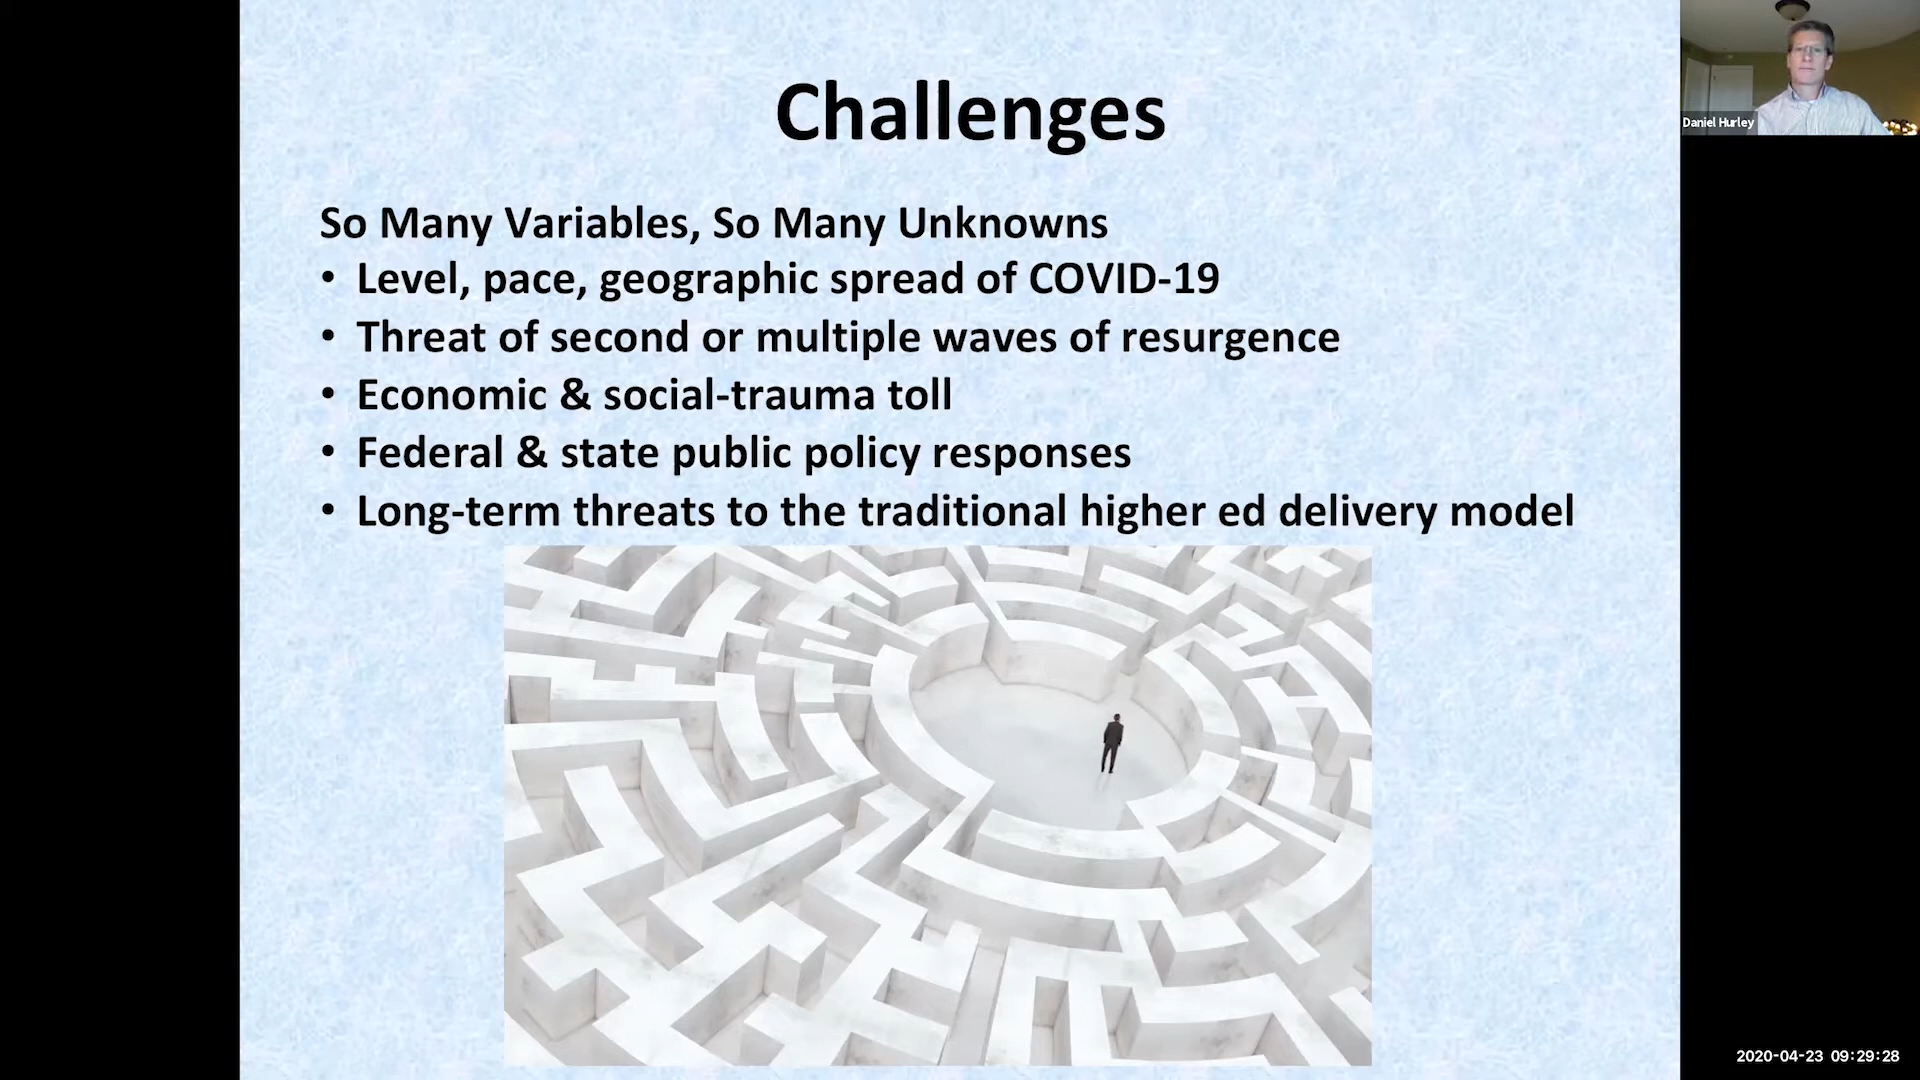 Challenges
So Many Variables, So Many Unknowns
• Level, pace, geographic spread of COVID-19
• Threat of second or multiple waves of resurgence
• Economic & social-trauma toll
• Federal & state public policy responses
• Long-term threats to the traditional higher ed delivery model
Daniel Hurley
2020-04-23 09:29:28